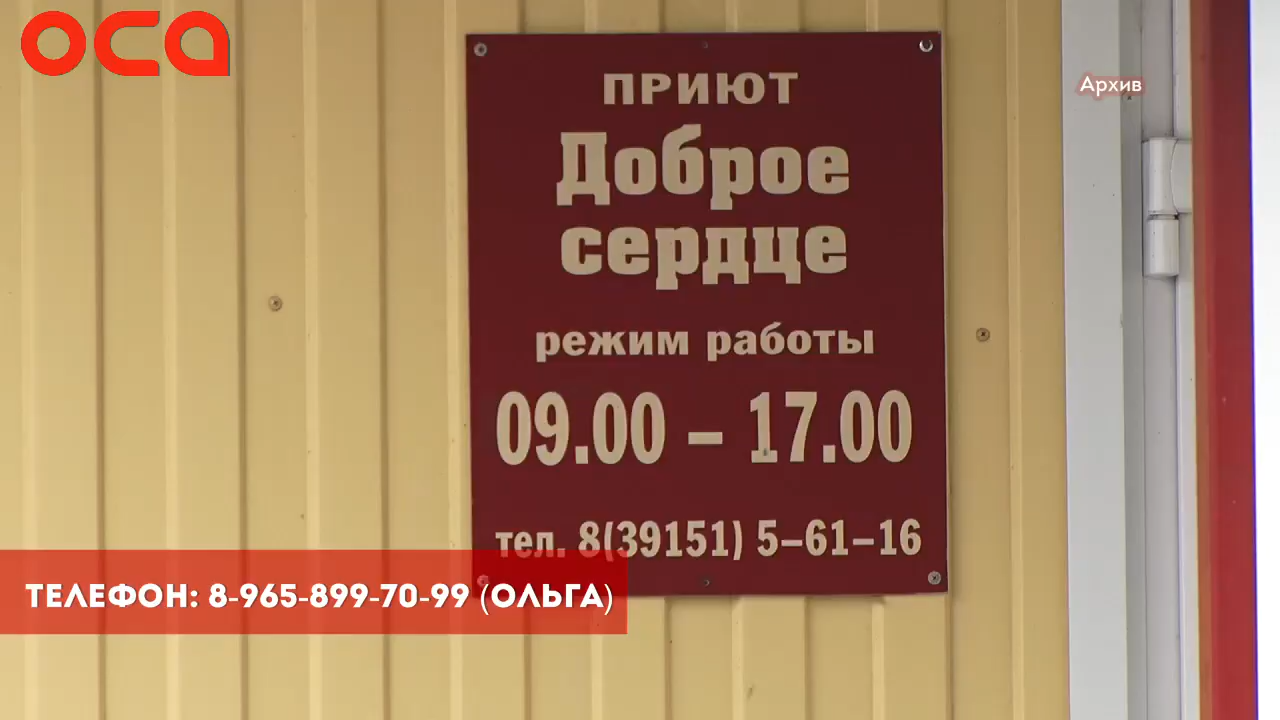 оса
Архив
ПРИЮТ
Доброе
сердце
режим работы
09.00 – 17.00
тел. 8(39151) 5–61–16
ТЕЛЕФОН: 8-965-899-70-99 (ОЛЬГА)